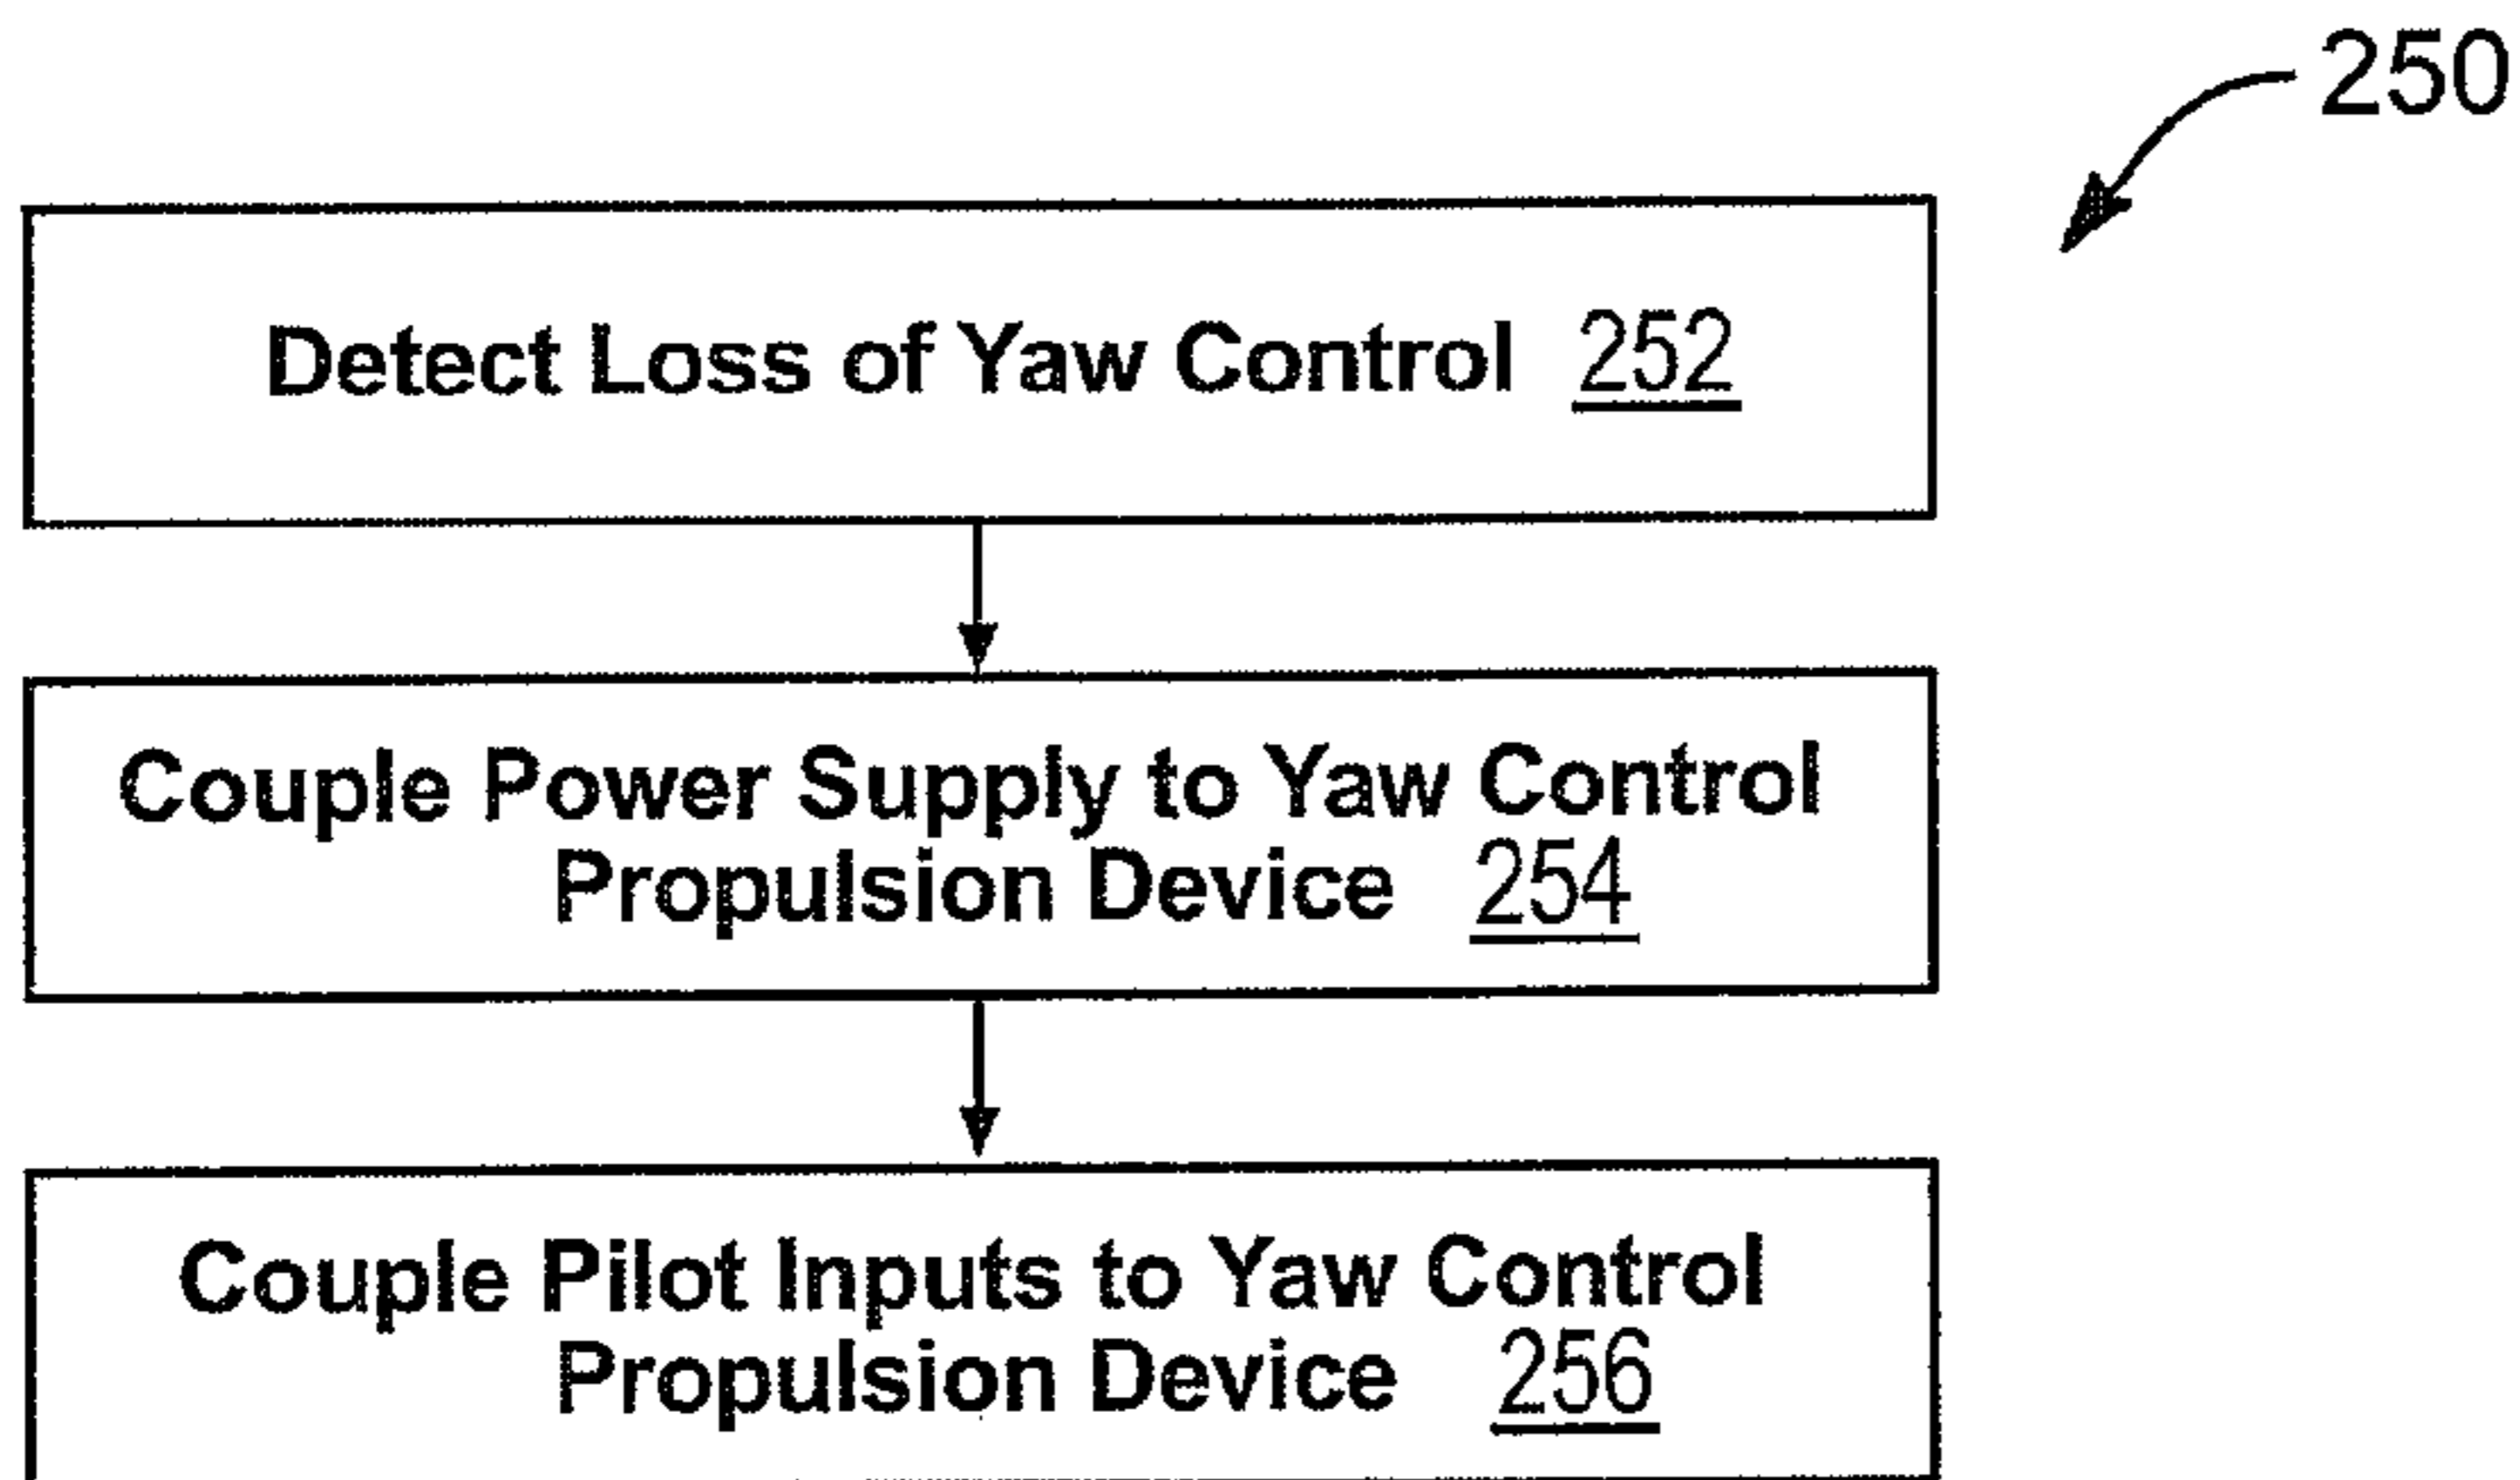 250
Detect Loss of Yaw Control 252
Couple Power Supply to Yaw Control
Propulsion Device 254
Couple Pilot Inputs to Yaw Control
Propulsion Device 256